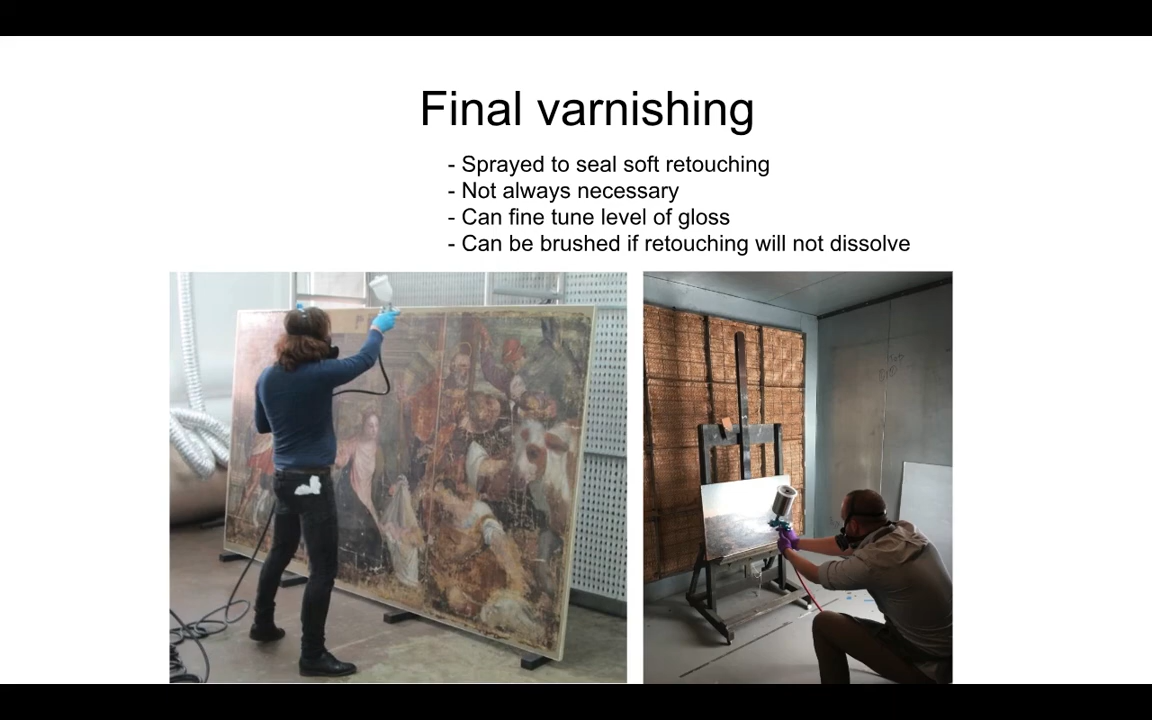 Final varnishing
- Sprayed to seal soft retouching
- Not always necessary
- Can fine tune level of gloss
- Can be brushed if retouching will not dissolve